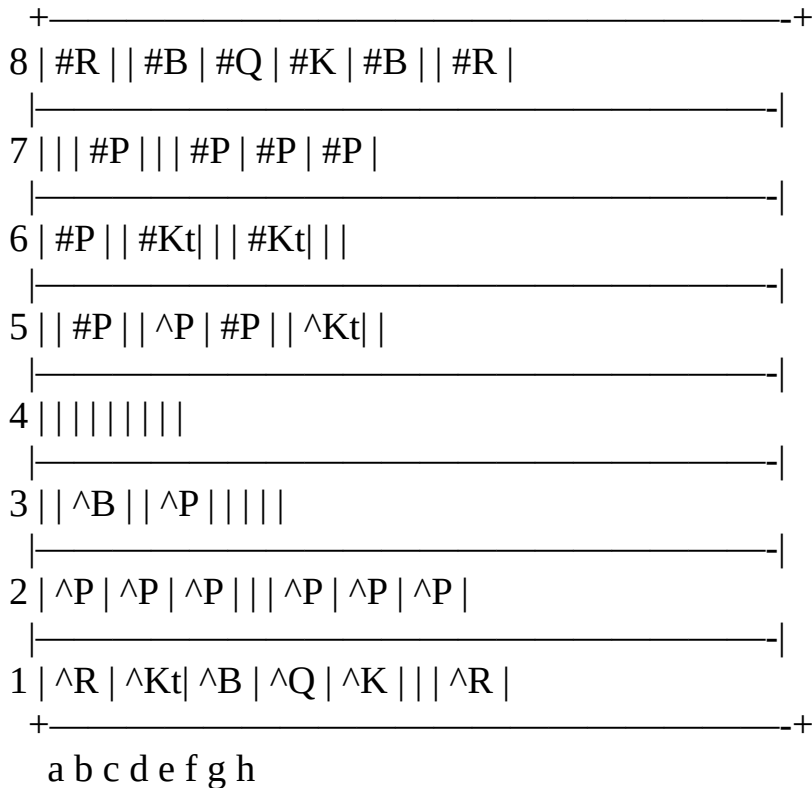 +———————————————————-+
8 | #R | | #B | #Q | #K | #B | | #R |
|———————————————————-|
7 | | | #P | | | #P | #P | #P |
|———————————————————-|
6 | #P | | #Kt| | | #Kt| | |
|———————————————————-|
5 | | #P | | ^P | #P | | ^Kt| |
|———————————————————-|
4 | | | | | | | | |
|———————————————————-|
3 | | ^B | | ^P | | | | |
|———————————————————-|
2 | ^P | ^P | ^P | | | ^P | ^P | ^P |
|———————————————————-|
1 | ^R | ^Kt| ^B | ^Q | ^K | | | ^R |
+———————————————————-+
a b c d e f g h